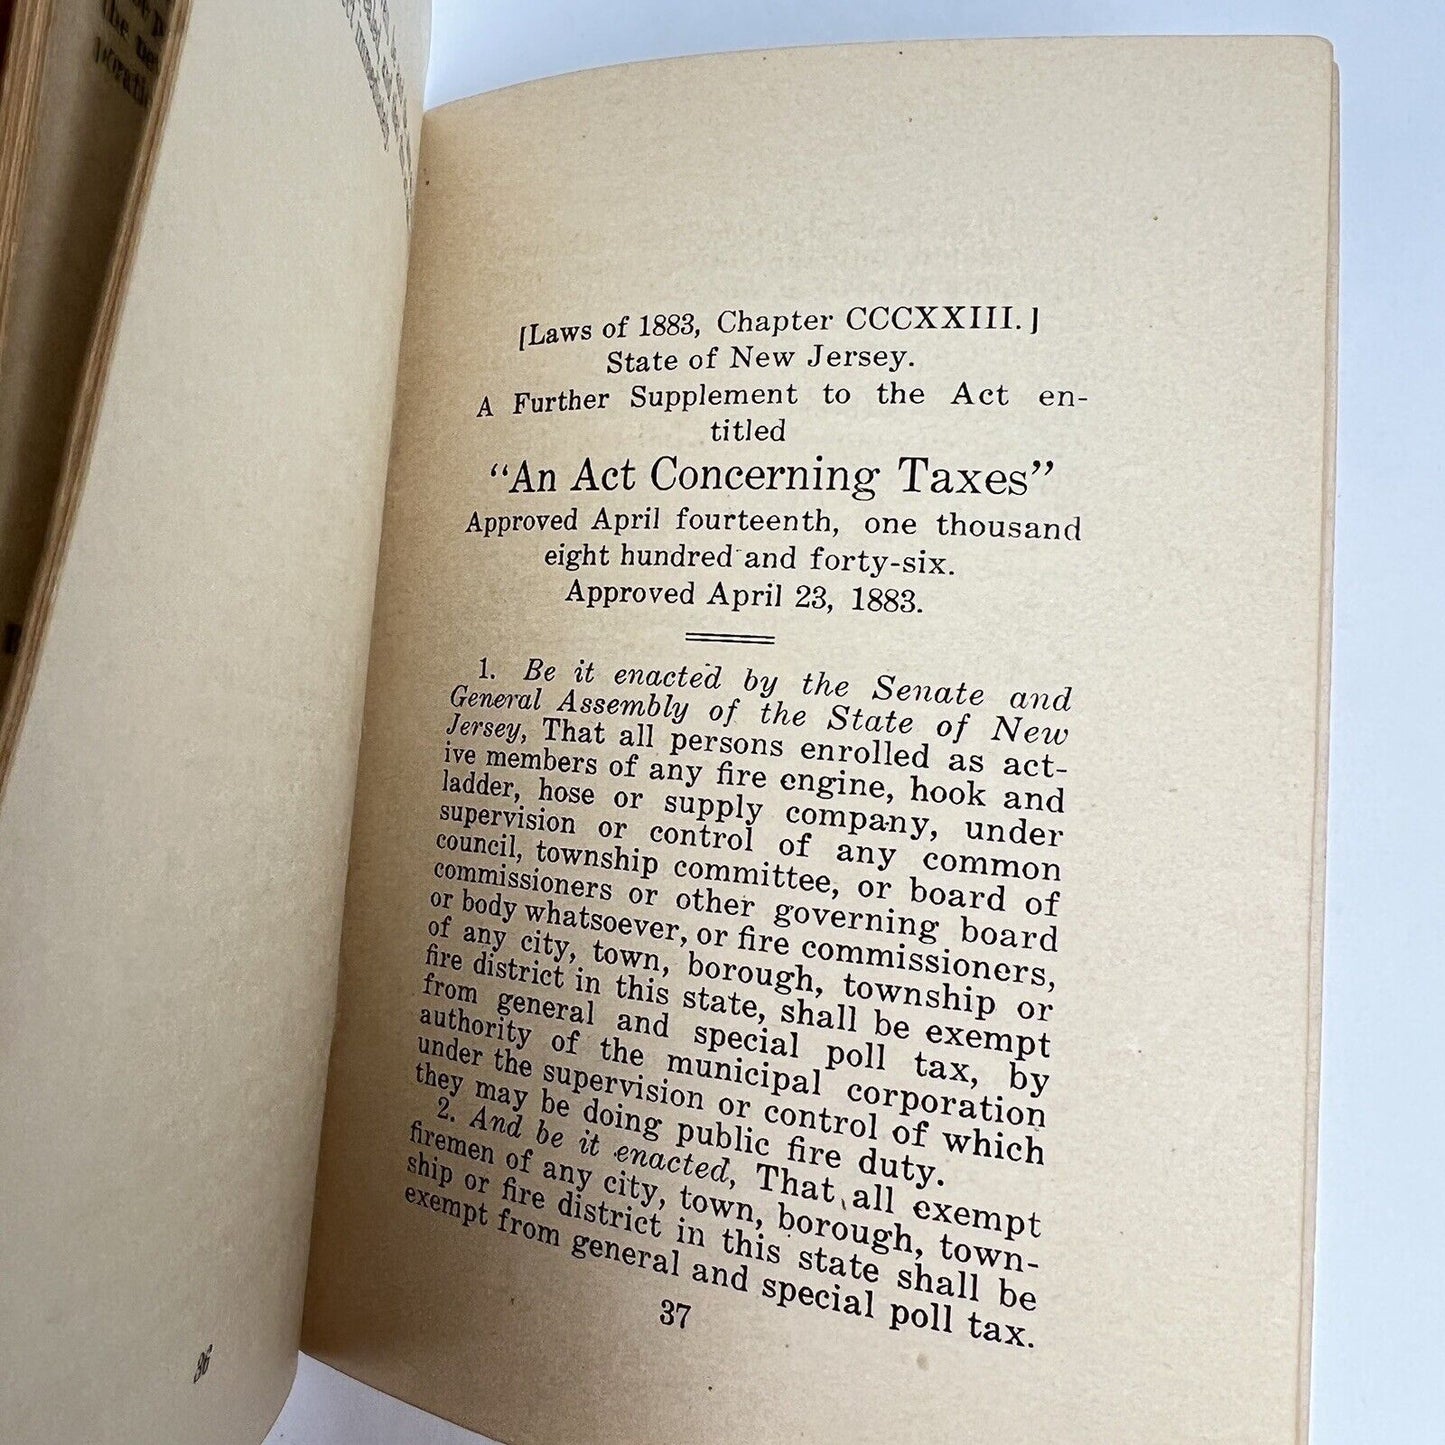 [Laws of 1883, Chapter CCCXXIII.]
State of New Jersey.
A Further Supplement to the Act en-
titled
"An Act Concerning Taxes"
Approved April fourteenth, one thousand
eight hundred and forty-six.
Approved April 23, 1883.
1. Be it enacted by the Senate and
General Assembly of the State of New
Jersey, That all persons enrolled as act-
ive members of any fire engine, hook and
ladder, hose or supply company, under
supervision or control of any common
council, township committee, or board of
commissioners or other governing board
or body whatsoever, or fire commissioners,
of any city, town, borough, township or
fire district in this state, shall be exempt
from general and special poll tax, by
authority of the municipal corporation
under the supervision or control of which
they may be doing public fire duty.
2. And be it enacted, That all exempt
firemen of any city, town, borough, town-
ship or fire district in this state shall be
exempt from general and special poll tax.
37
36